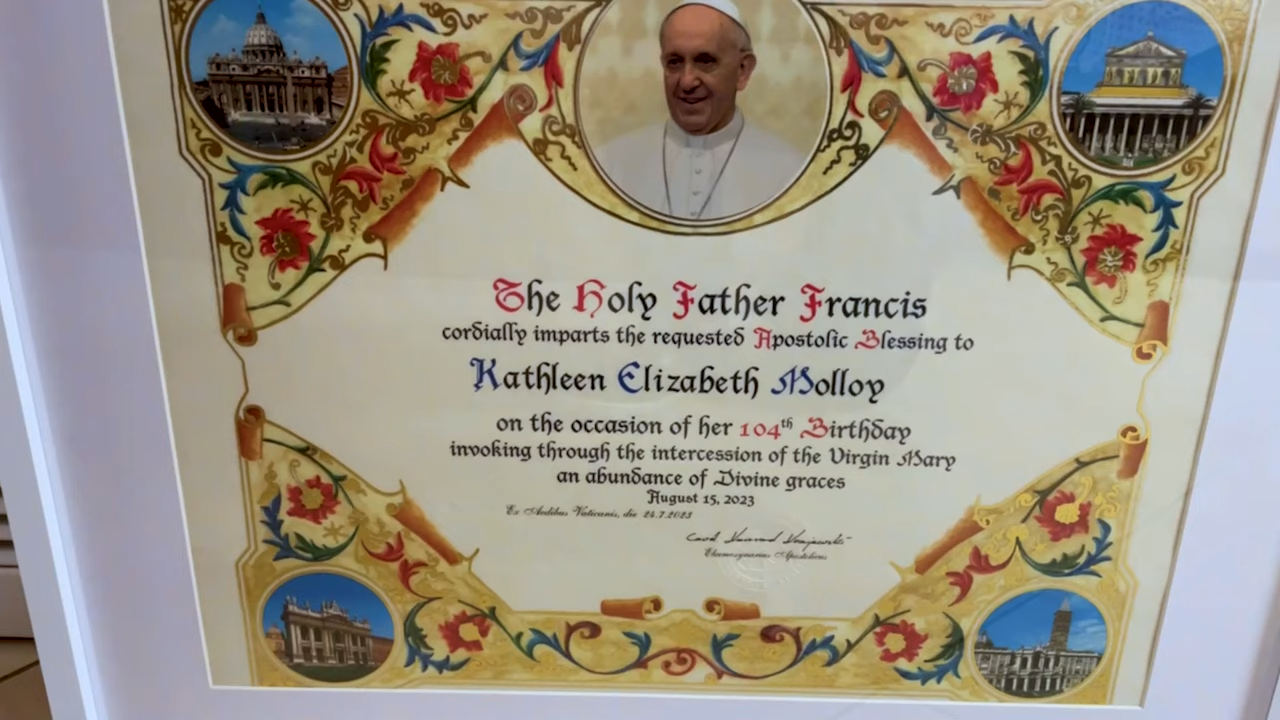 The Holy Father Francis
cordially imparts the requested Apostolic Blessing to
Kathleen Elizabeth Molloy
on the occasion of her 104th Birthday
invoking through the intercession of the Virgin Mary
an abundance of Divine graces
August 15, 2023
Ex Aedibus Vaticanis, die 24.7.2023
Elemosynarius Apostolicus